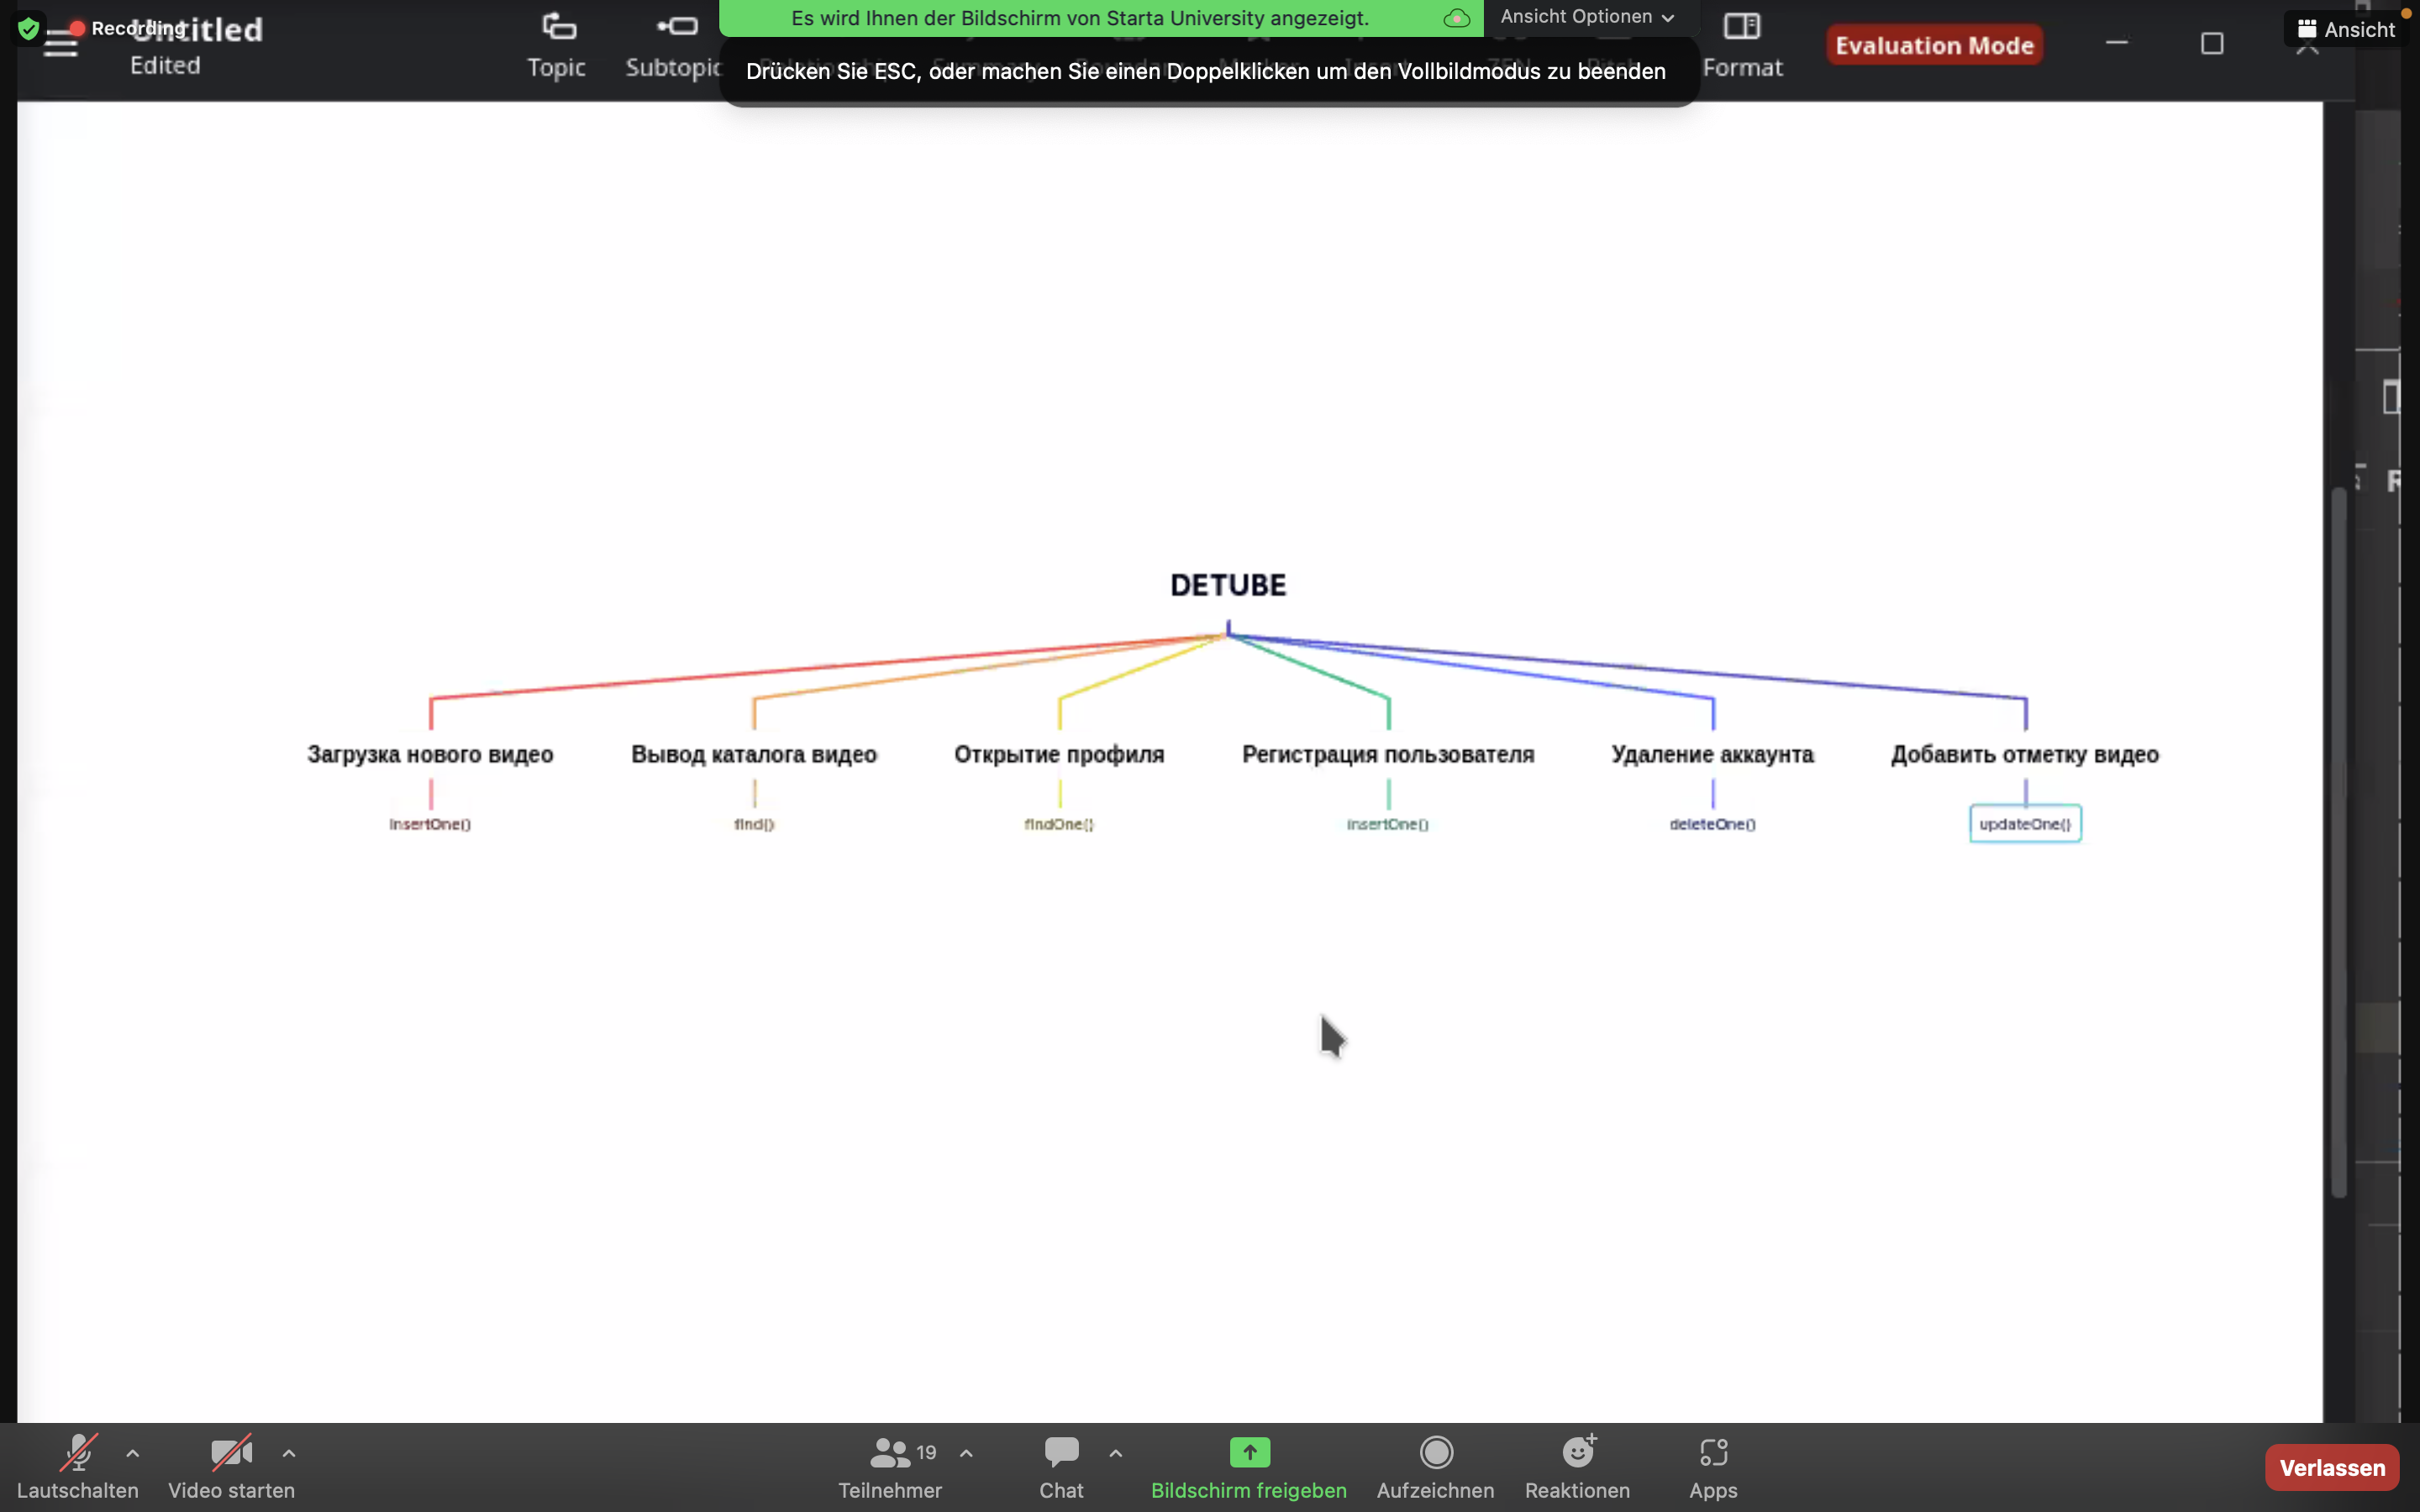 Recording
Untitled
Edited
Topic
Subtopic
Es wird Ihnen der Bildschirm von Starta University angezeigt.
Ansicht Optionen
Drücken Sie ESC, oder machen Sie einen Doppelklicken um den Vollbildmodus zu beenden
Format
Evaluation Mode
Ansicht
DETUBE
Загрузка нового видео
Вывод каталога видео
Открытие профиля
Регистрация пользователя
Удаление аккаунта
Добавить отметку видео
insertOne()
find()
findOne()
insertOne()
deleteOne()
updateOne()
Lautschalten
Video starten
19
Teilnehmer
Chat
Bildschirm freigeben
Aufzeichnen
Reaktionen
Apps
Verlassen